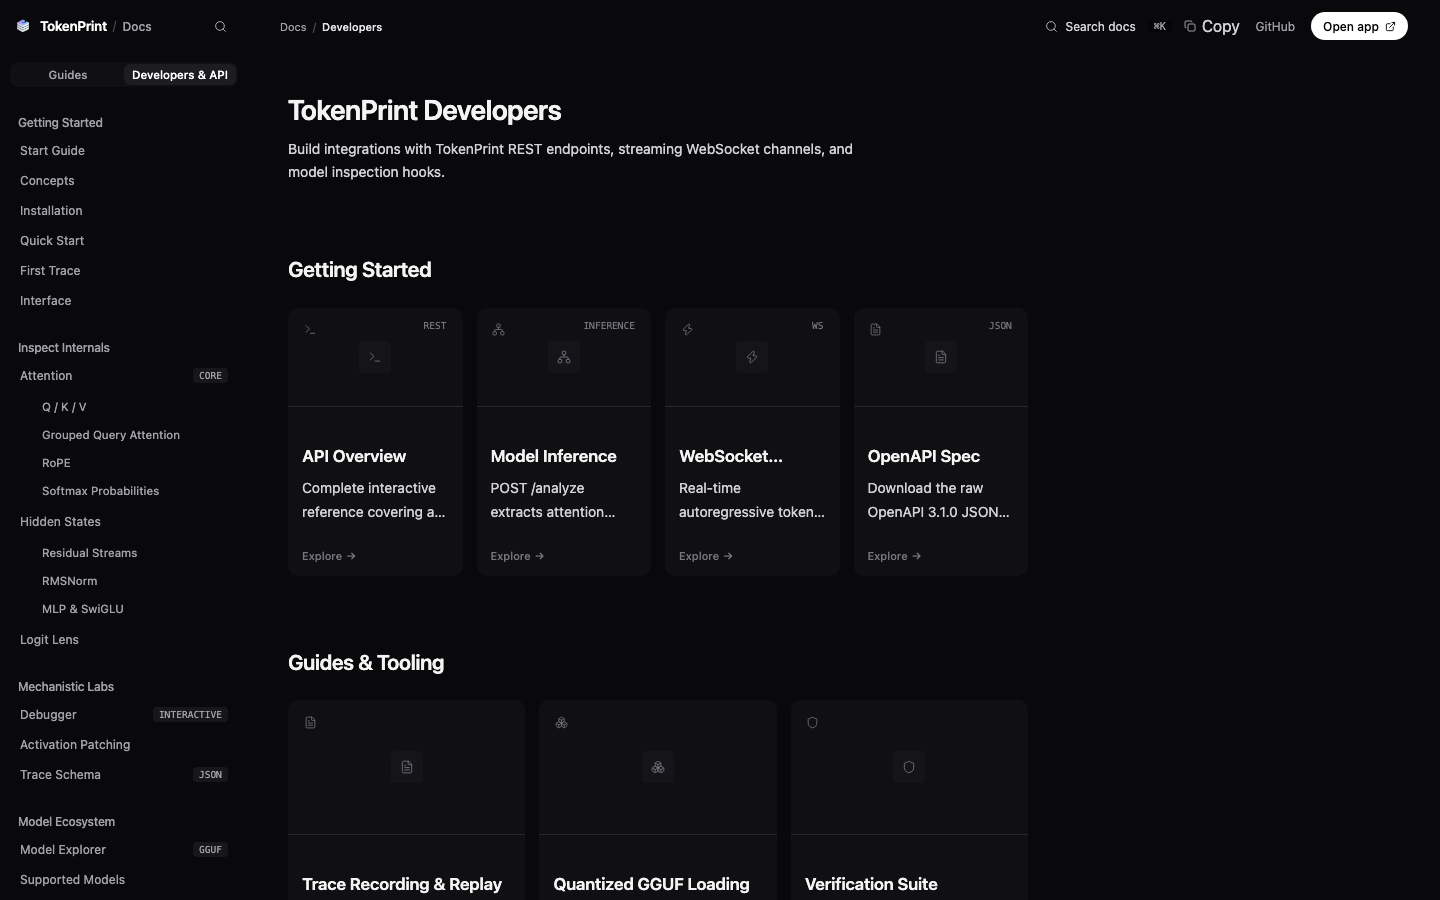 TokenPrint / Docs
Docs / Developers
Search docs ⌘K Copy GitHub Open app
Guides Developers & API
Getting Started
Start Guide
Concepts
Installation
Quick Start
First Trace
Interface
Inspect Internals
Attention CORE
Q / K / V
Grouped Query Attention
RoPE
Softmax Probabilities
Hidden States
Residual Streams
RMSNorm
MLP & SwiGLU
Logit Lens
Mechanistic Labs
Debugger INTERACTIVE
Activation Patching
Trace Schema JSON
Model Ecosystem
Model Explorer GGUF
Supported Models
TokenPrint Developers
Build integrations with TokenPrint REST endpoints, streaming WebSocket channels, and
model inspection hooks.
Getting Started
REST
API Overview
Complete interactive
reference covering a...
Explore →
INFERENCE
Model Inference
POST /analyze
extracts attention...
Explore →
WS
WebSocket...
Real-time
autoregressive token...
Explore →
JSON
OpenAPI Spec
Download the raw
OpenAPI 3.1.0 JSON...
Explore →
Guides & Tooling
Trace Recording & Replay
Quantized GGUF Loading
Verification Suite